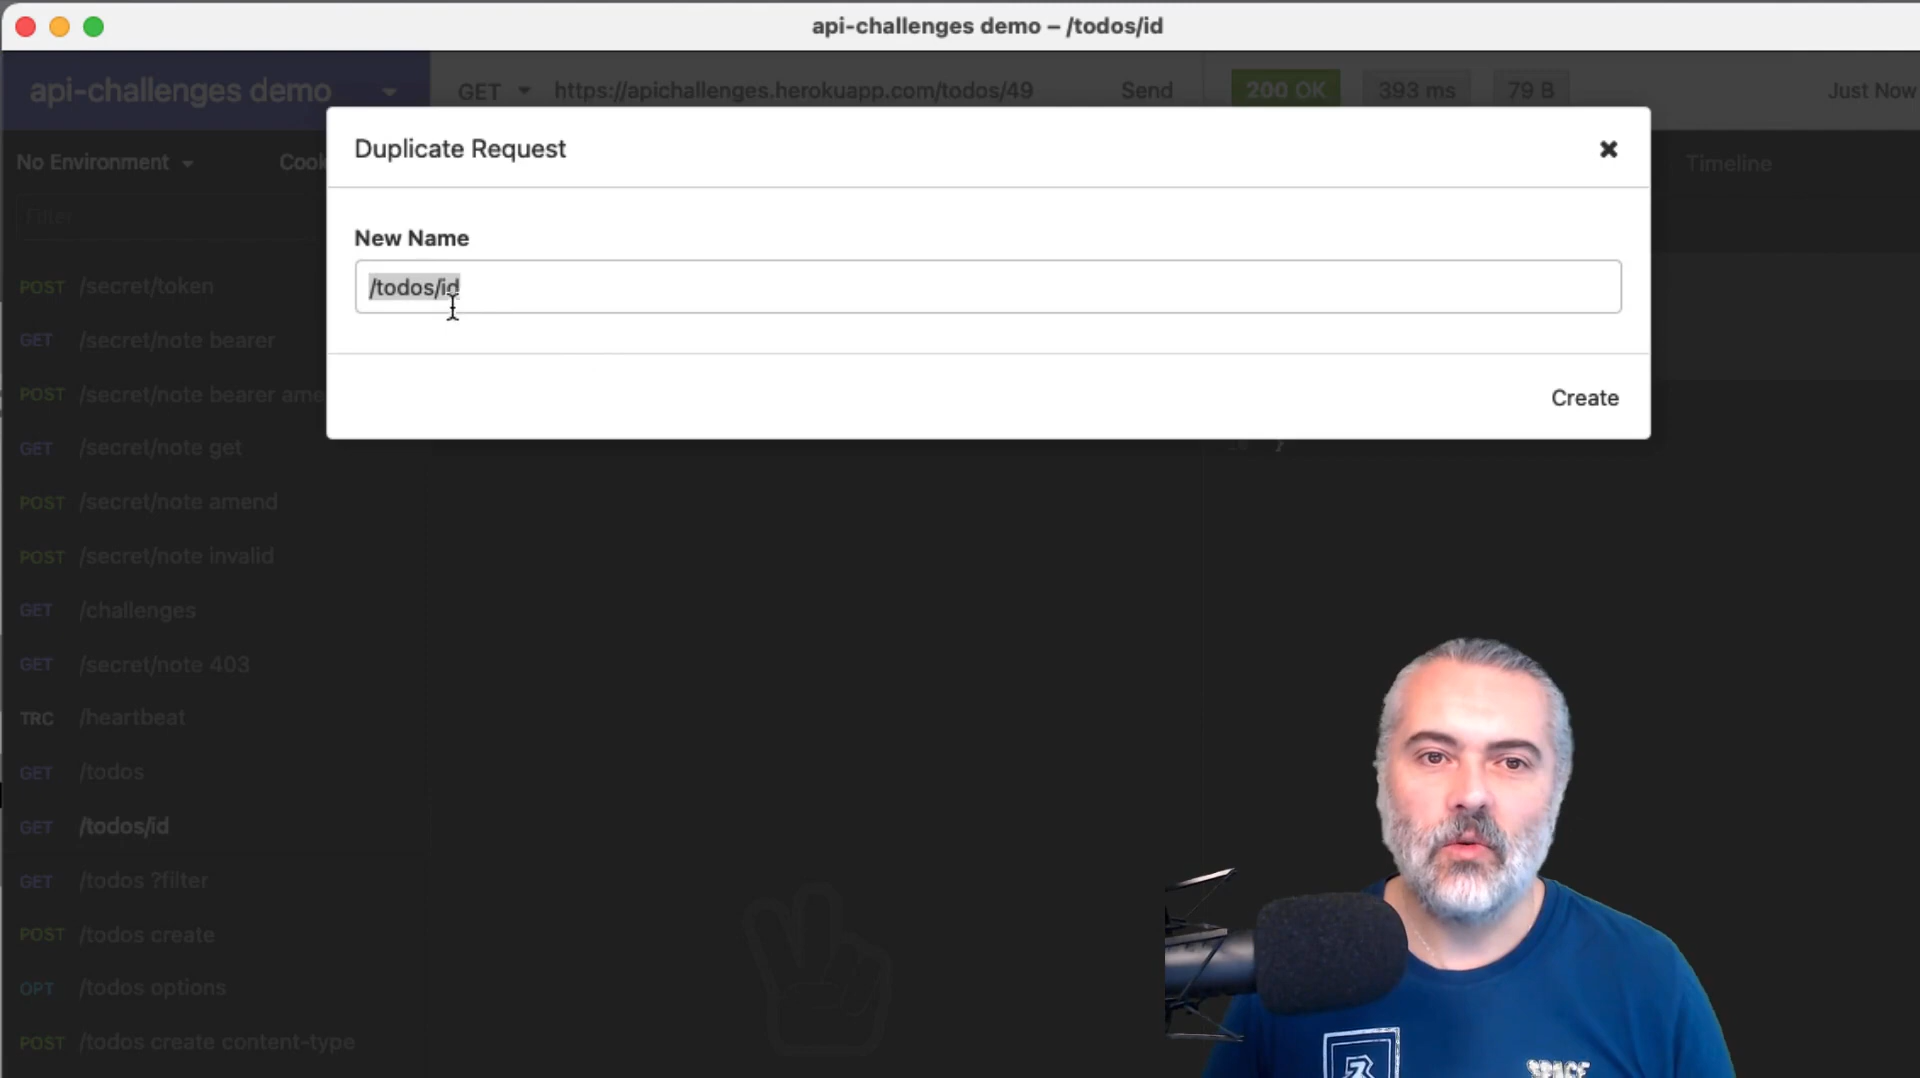 api-challenges demo – /todos/id
api-challenges demo
GET
https://apichallenges.herokuapp.com/todos/49
Send
200 OK
393 ms
79 B
Just Now
Duplicate Request
No Environment
Cook
Timeline
Filter
New Name
/todos/id
Create
POST /secret/token
GET /secret/note bearer
POST /secret/note bearer ame
GET /secret/note get
POST /secret/note amend
POST /secret/note invalid
GET /challenges
GET /secret/note 403
TRC /heartbeat
GET /todos
GET /todos/id
GET /todos ?filter
POST /todos create
OPT /todos options
POST /todos create content-type
SPACE